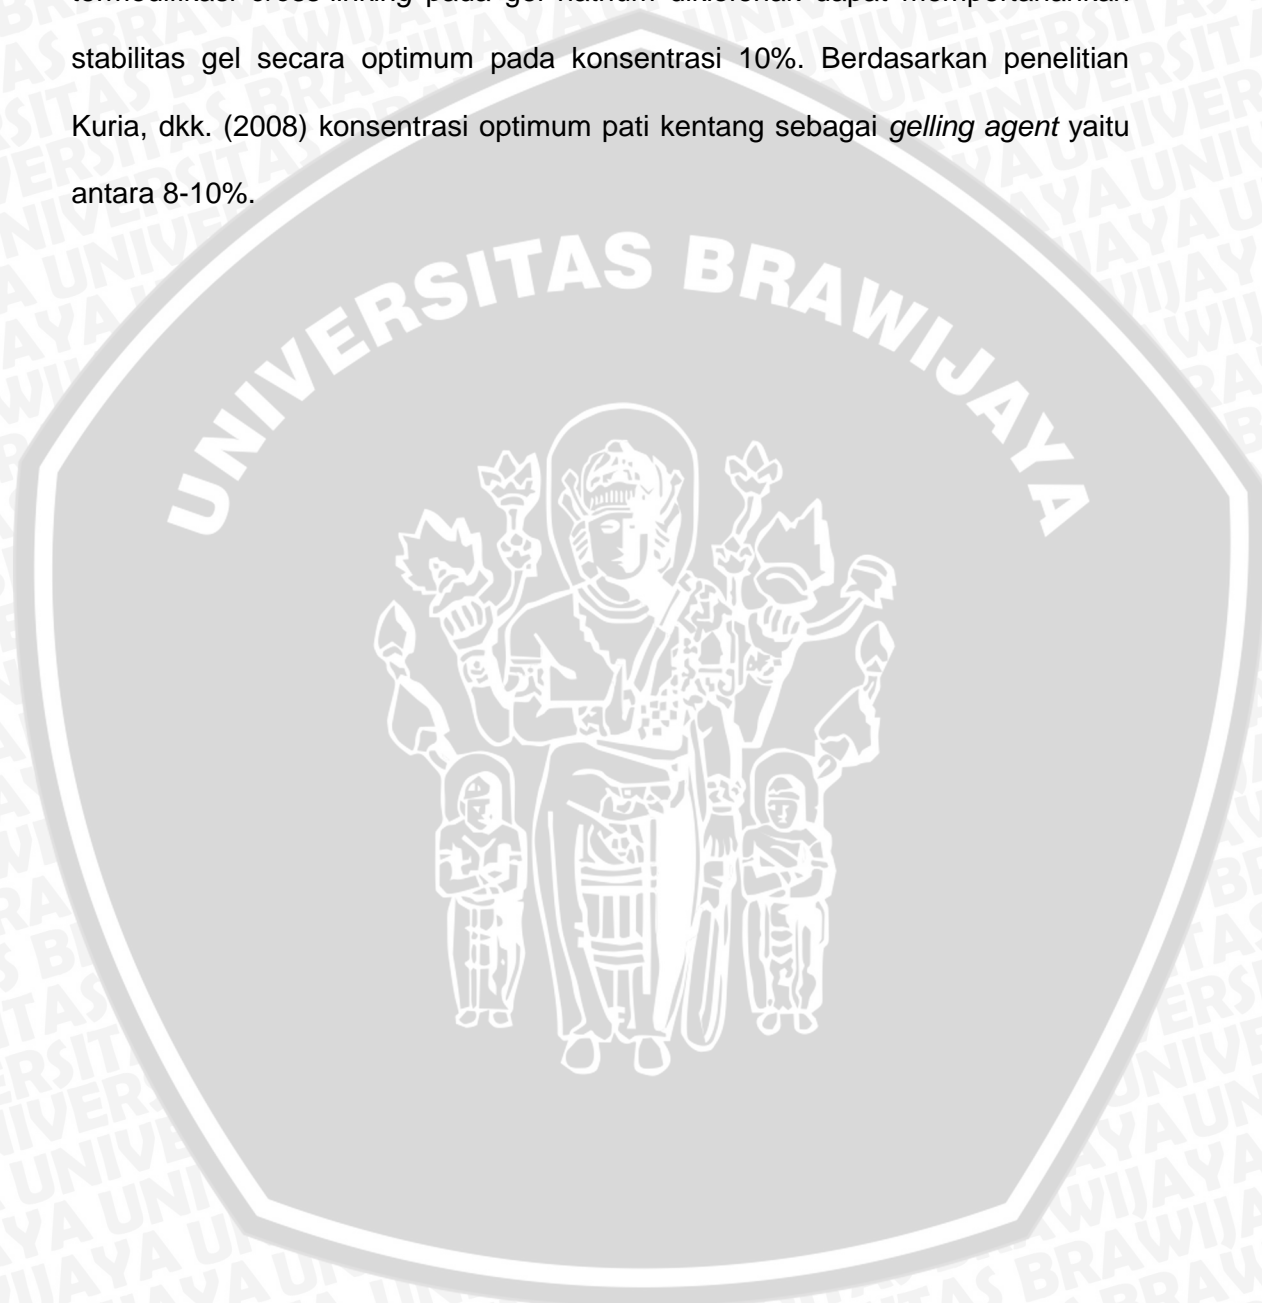 termodifikasi cross-linking pada gel natrium diklofenak dapat mempertahankan
stabilitas gel secara optimum pada konsentrasi 10%. Berdasarkan penelitian
Kuria, dkk. (2008) konsentrasi optimum pati kentang sebagai gelling agent yaitu
antara 8-10%.
UNIVERSITAS BRAWIJAYA